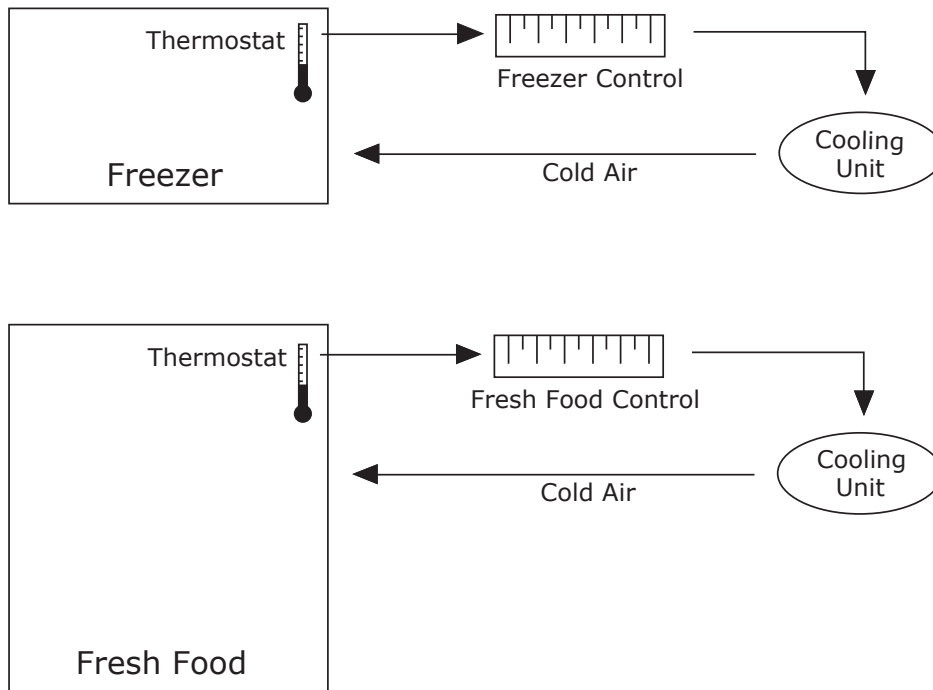 Thermostat
Freezer Control
Cooling
Unit
Cold Air
Freezer
Thermostat
Fresh Food Control
Cooling
Unit
Cold Air
Fresh Food